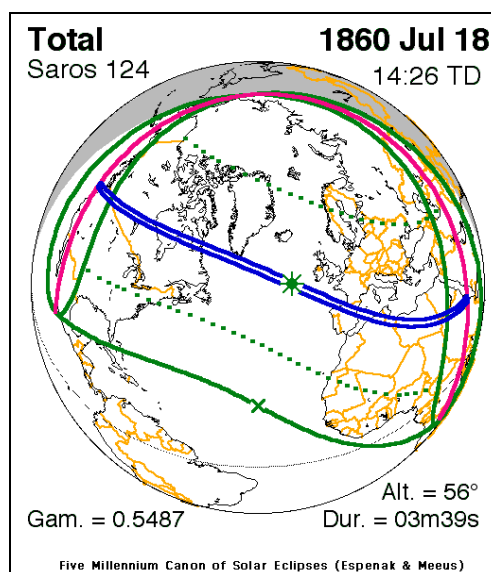 Total 1860 Jul 18
Saros 124 14:26 TD
Alt. = 56°
Gam. = 0.5487 Dur. = 03m39s
Five Millennium Canon of Solar Eclipses (Espenak & Meeus)